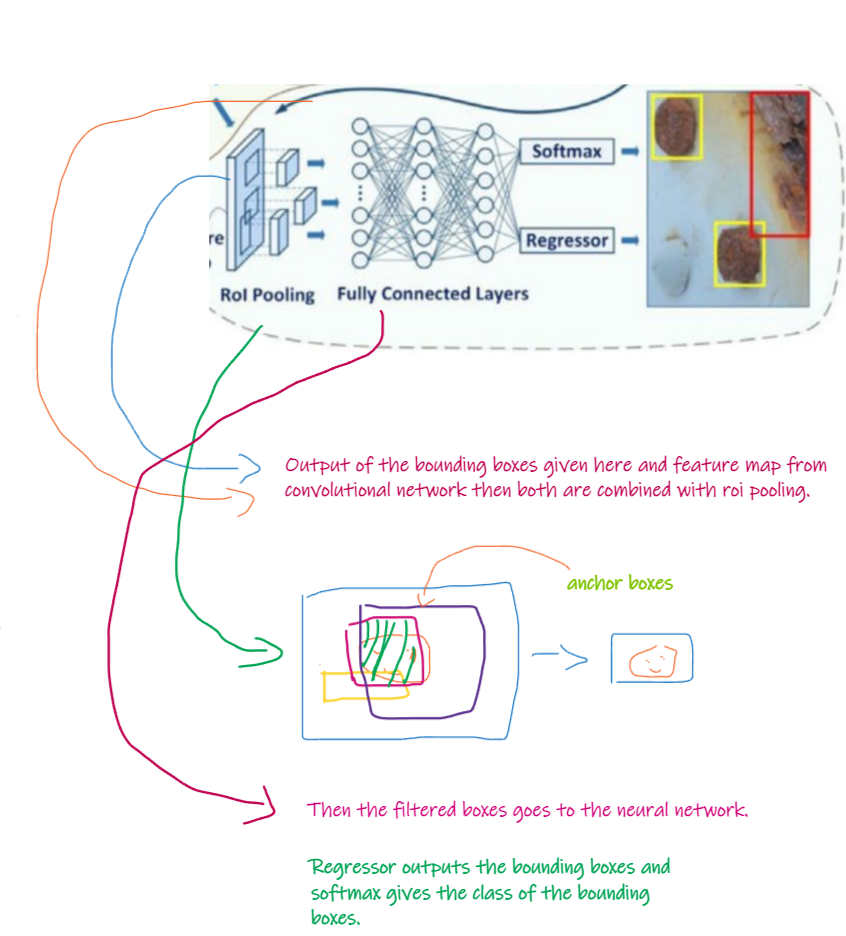 Softmax
re
Regressor
RoI Pooling
Fully Connected Layers
Output of the bounding boxes given here and feature map from
convolutional network then both are combined with roi pooling.
anchor boxes
Then the filtered boxes goes to the neural network.
Regressor outputs the bounding boxes and
softmax gives the class of the bounding
boxes.